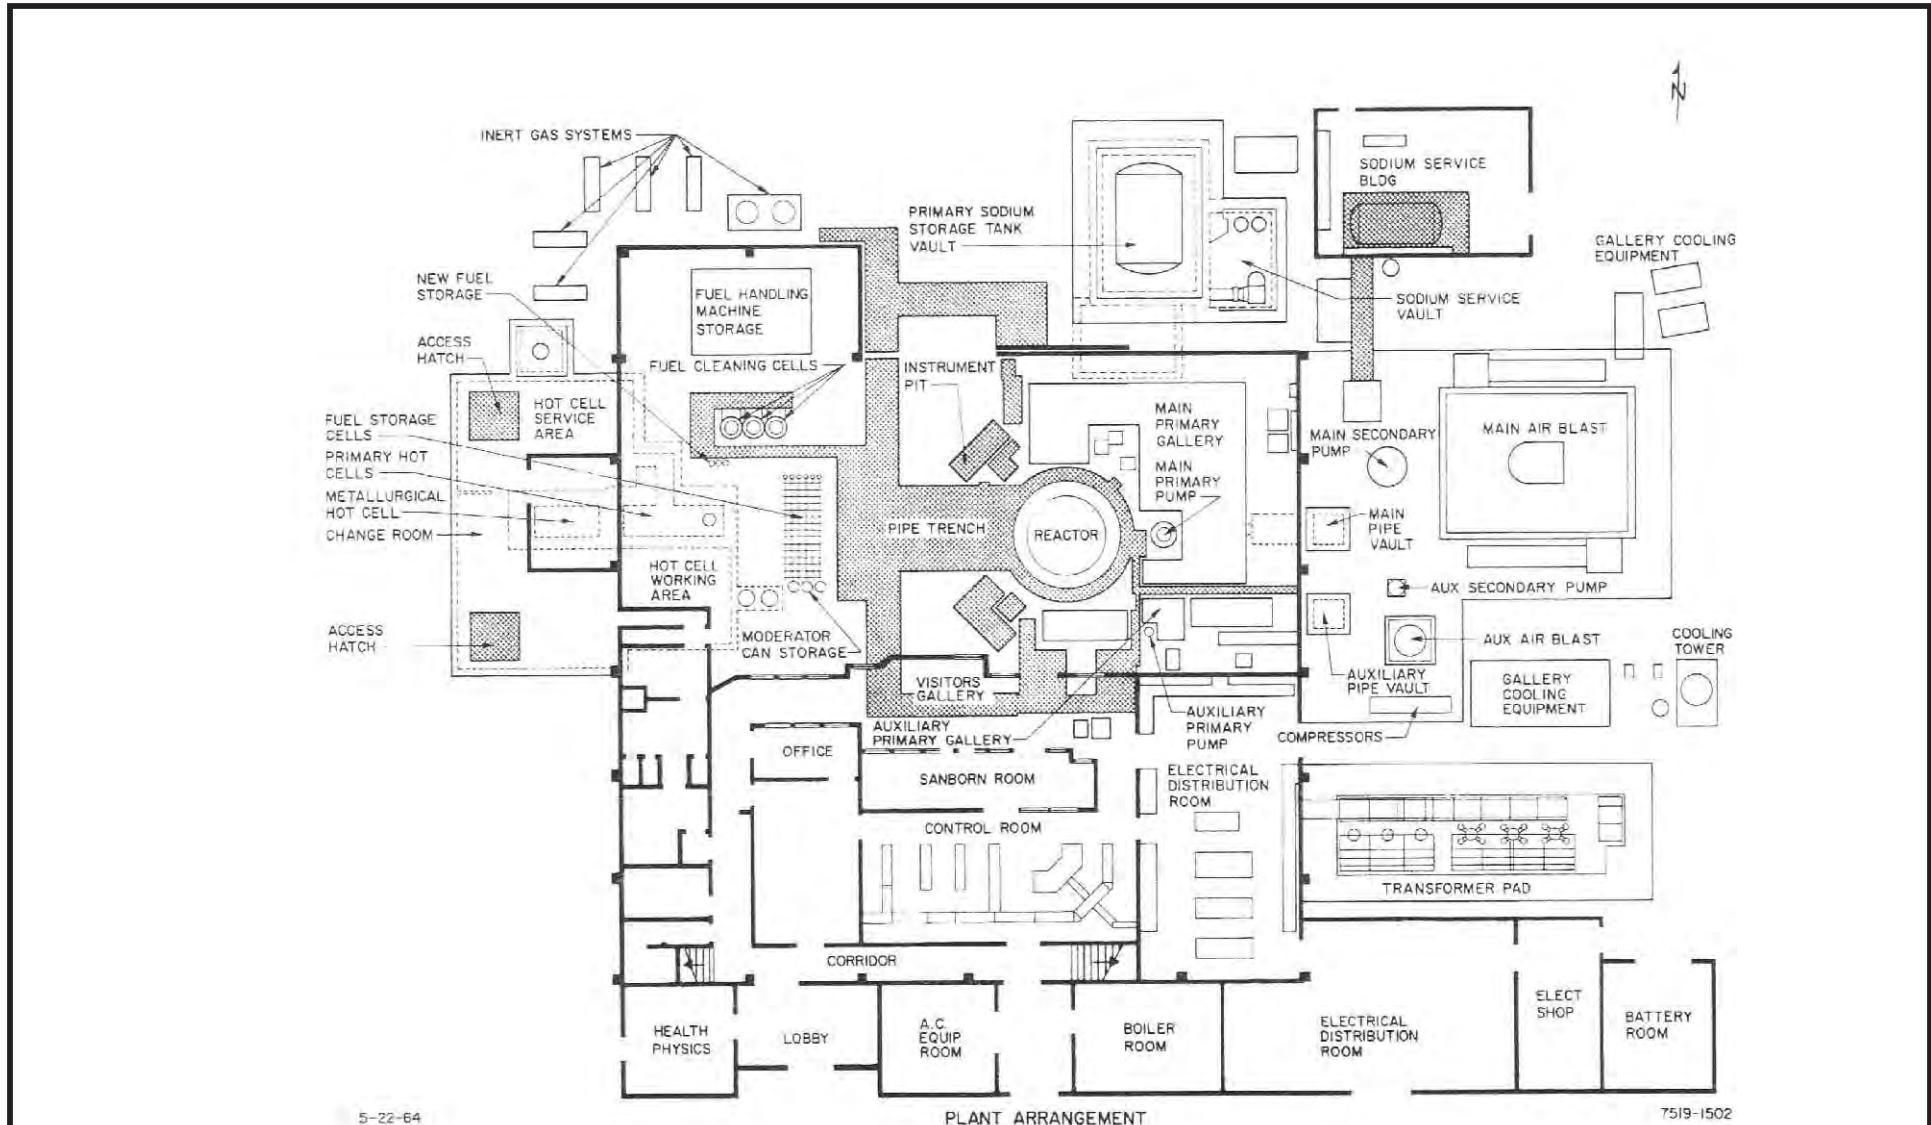 N
INERT GAS SYSTEMS
SODIUM SERVICE
BLDG
PRIMARY SODIUM
STORAGE TANK
VAULT
GALLERY COOLING
EQUIPMENT
NEW FUEL
STORAGE
FUEL HANDLING
MACHINE
STORAGE
SODIUM SERVICE
VAULT
ACCESS
HATCH
FUEL CLEANING CELLS
INSTRUMENT
PIT
HOT CELL
SERVICE
AREA
FUEL STORAGE
CELLS
PRIMARY HOT
CELLS
METALLURGICAL
HOT CELL
CHANGE ROOM
MAIN
PRIMARY
GALLERY
MAIN
PRIMARY
PUMP
MAIN SECONDARY
PUMP
MAIN AIR BLAST
PIPE TRENCH
REACTOR
MAIN
PIPE
VAULT
HOT CELL
WORKING
AREA
AUX SECONDARY PUMP
ACCESS
HATCH
MODERATOR
CAN STORAGE
AUX AIR BLAST
COOLING
TOWER
VISITORS
GALLERY
AUXILIARY
PIPE VAULT
GALLERY
COOLING
EQUIPMENT
AUXILIARY
PRIMARY GALLERY
AUXILIARY
PRIMARY
PUMP
COMPRESSORS
OFFICE
SANBORN ROOM
ELECTRICAL
DISTRIBUTION
ROOM
CONTROL ROOM
TRANSFORMER PAD
CORRIDOR
HEALTH
PHYSICS
LOBBY
A.C.
EQUIP
ROOM
BOILER
ROOM
ELECTRICAL
DISTRIBUTION
ROOM
ELECT
SHOP
BATTERY
ROOM
5-22-64
PLANT ARRANGEMENT
7519-1502